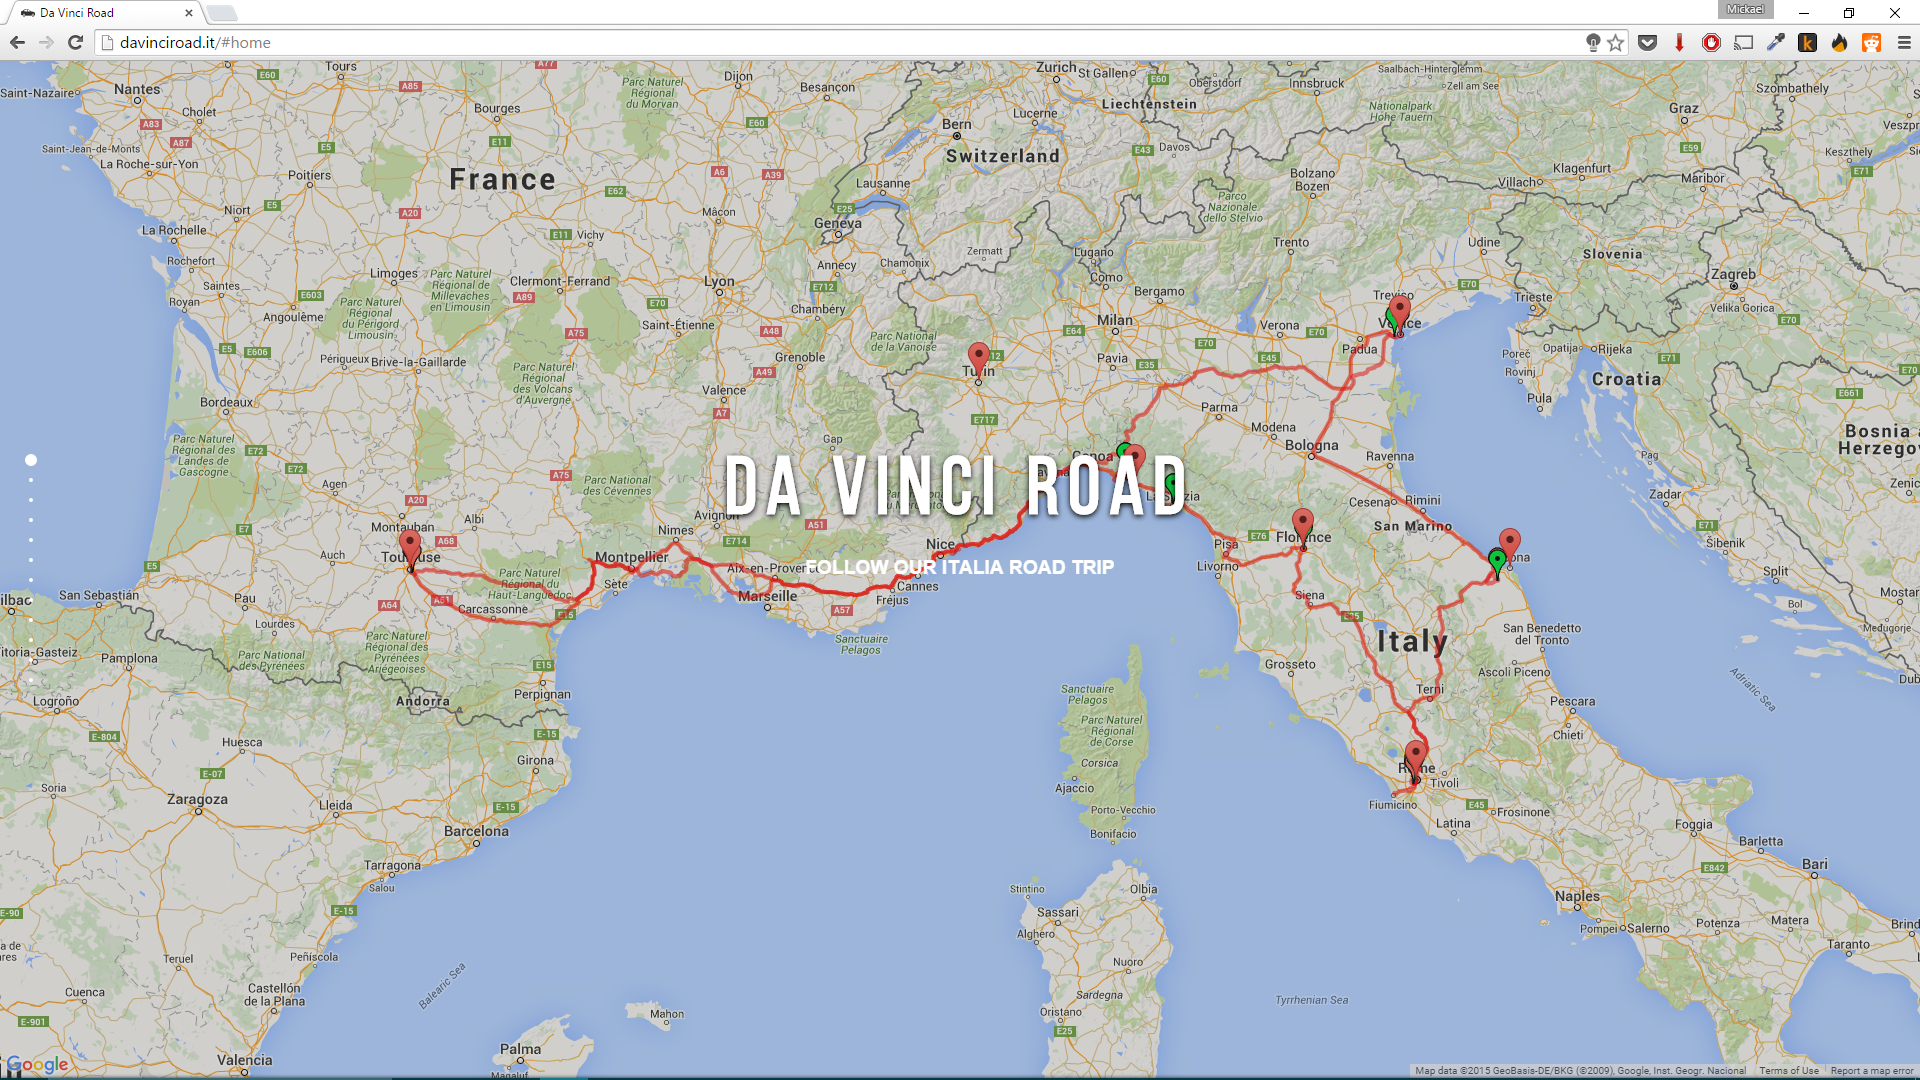 Da Vinci Road
Mickael
davinciroad.it/#home
Tours
A77
Dijon
Zurich
St Gallen
E60
Oberstdorf
Innsbruck
Saalbach-Hinterglemm
Zell am See
Szombathely
Saint-Nazaire
Nantes
E60
A85
Parc Naturel
Régional
du Morvan
Besançon
Liechtenstein
Nationalpark
Hohe Tauern
Graz
Cholet
Bourges
Lucerne
Bern
A83
E60
Saint-Jean-de-Monts
A87
E5
E11
Switzerland
E43
Davos
E59
Keszthely
La Roche-sur-Yon
Poitiers
France
E62
A6
A39
Lausanne
Bolzano
Bozen
Klagenfurt
Villach
Maribor
E71
Niort
E5
A20
Mâcon
E25
Geneva
Parco
Nazionale
dello Stelvio
La Rochelle
E11
Vichy
Trento
Udine
Rochefort
Limoges
Parc Naturel
Régional de
Millevaches
en Limousin
Clermont-Ferrand
Annecy
Chamonix
Zermatt
Lugano
Como
Slovenia
Zagreb
Saintes
Lyon
E712
Bergamo
E70
Royan
E603
A89
E70
Chambéry
Treviso
Trieste
Velika Gorica
E70
Angoulême
Parc Naturel
Régional
du Périgord
Limousin
A75
Saint-Étienne
A48
Parc National
de la Vanoise
Milan
E64
Verona
E70
Venice
E5
E606
Périgueux
Brive-la-Gaillarde
Grenoble
Pavia
E70
E45
Padua
Poreč
Opatija
Rijeka
E71
Parc Naturel
Régional
des Volcans
d'Auvergne
A49
Turin
E35
Rovinj
Croatia
E70
Valence
Pula
E661
Bordeaux
A7
E717
Parma
Modena
Bologna
Bosnia a
Herzegov
Parc Naturel
Régional des
Landes de
Gascogne
E72
Gap
Genoa
Ravenna
Pag
E72
A75
Parc National
des Cévennes
DA VINCI ROAD
La Spezia
Agen
A20
Cesena
Rimini
Zadar
Montauban
Albi
Avignon
San Marino
E7
Nimes
A51
E71
Toulouse
A68
E714
Nice
Pisa
E76
Florence
Šibenik
Auch
Montpellier
Aix-en-Provence
FOLLOW OUR ITALIA ROAD TRIP
Livorno
Split
E5
Parc Naturel
Régional du
Haut-Languedoc
Sète
Marseille
Cannes
Fréjus
Mostar
San Sebastián
Pau
A64
A61
Carcassonne
E15
A57
Siena
E35
Bol
Lourdes
Međugorje
Pamplona
Parc National
des Pyrénées
Parc Naturel
Régional des
Pyrénées
Ariégeoises
Sanctuaire
Pelagos
Italy
San Benedetto
del Tronto
E15
Grosseto
Ascoli Piceno
Logroño
Andorra
Perpignan
Sanctuaire
Pelagos
Terni
Adriatic Sea
E-804
Huesca
E-15
Parc Naturel
Régional
de Corse
Pescara
Chieti
Girona
Corsica
Rome
E-07
Tivoli
Soria
Zaragoza
Lleida
E-15
Ajaccio
Fiumicino
E45
Frosinone
Porto-Vecchio
Latina
Foggia
Barcelona
Bonifacio
Barletta
Tarragona
E842
Bari
Salou
Stintino
Olbia
Naples
E-90
E-15
Sassari
Potenza
Matera
Alghero
Pompei
Salerno
Taranto
Teruel
Peñíscola
Nuoro
Balearic Sea
Cuenca
Castellón
de la Plana
Sardegna
Tyrrhenian Sea
Mahon
Oristano
E-901
E25
Palma
Valencia
Google
Map data ©2015 GeoBasis-DE/BKG (©2009), Google, Inst. Geogr. Nacional
Terms of Use
Report a map error